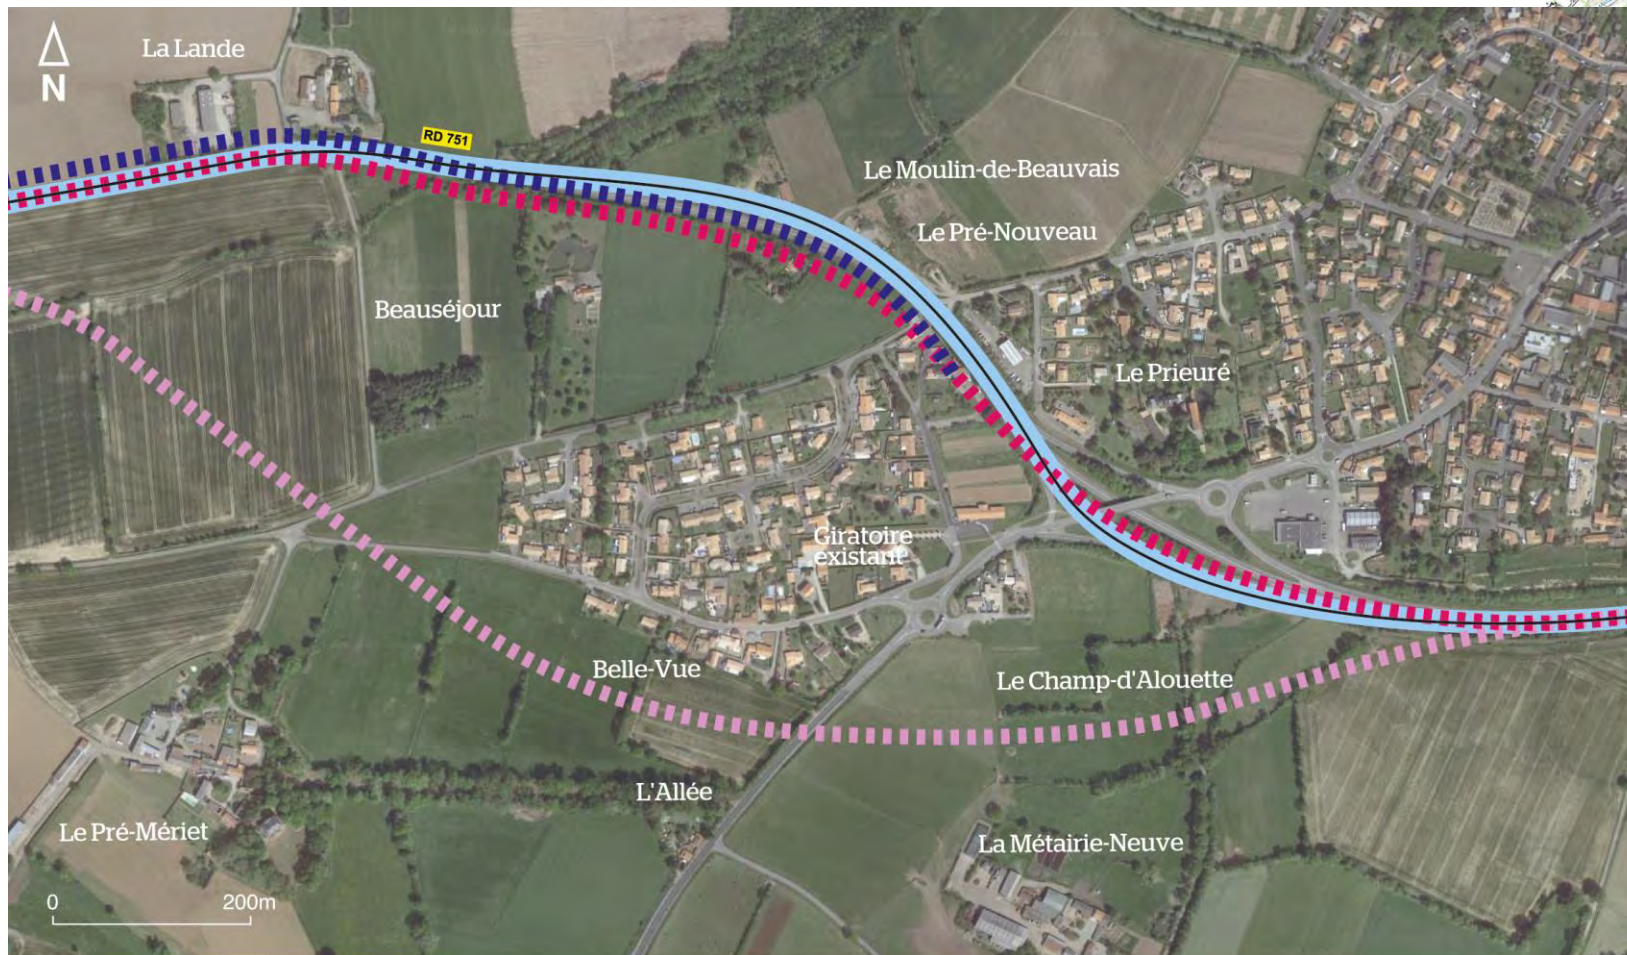 La Lande
N
RD 751
Le Moulin-de-Beauvais
Le Pré-Nouveau
Beauséjour
Le Prieuré
Giratoire
existant
Belle-Vue
Le Champ-d'Alouette
L'Allée
Le Pré-Mériet
La Métairie-Neuve
0 200m